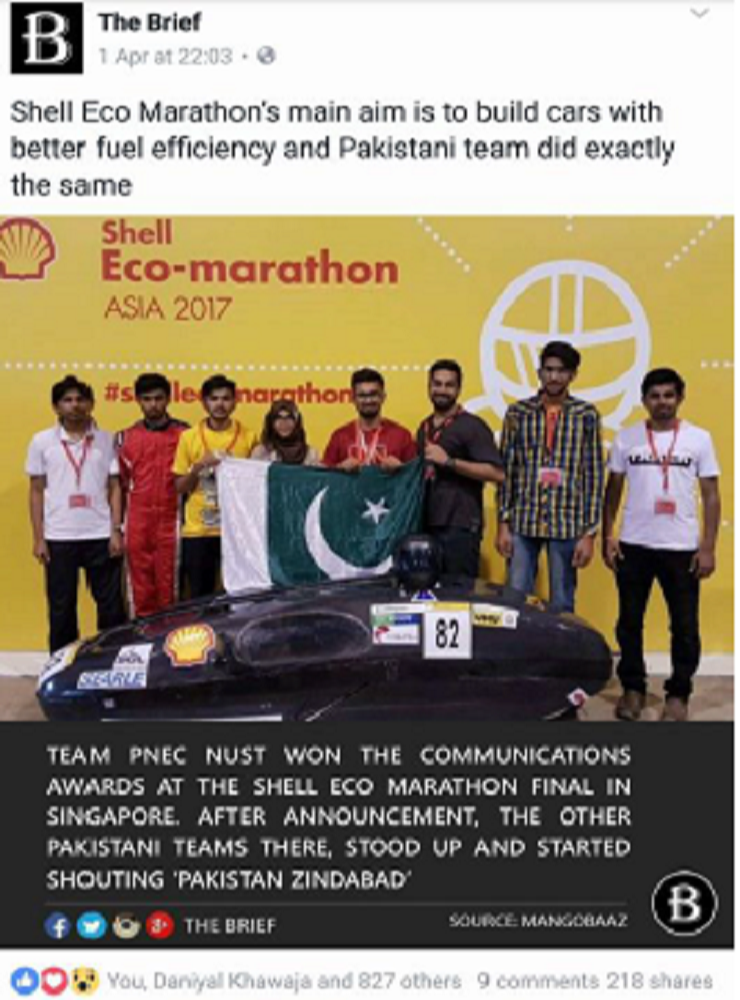 The Brief
1 Apr at 22:03
Shell Eco Marathon's main aim is to build cars with
better fuel efficiency and Pakistani team did exactly
the same
Shell
Eco-marathon
ASIA 2017
82
SEARLE
TEAM PNEC NUST WON THE COMMUNICATIONS
AWARDS AT THE SHELL ECO MARATHON FINAL IN
SINGAPORE. AFTER ANNOUNCEMENT, THE OTHER
PAKISTANI TEAMS THERE, STOOD UP AND STARTED
SHOUTING 'PAKISTAN ZINDABAD'
THE BRIEF
SOURCE: MANGOBAAZ
B
You, Daniyal Khawaja and 827 others 9 comments 218 shares